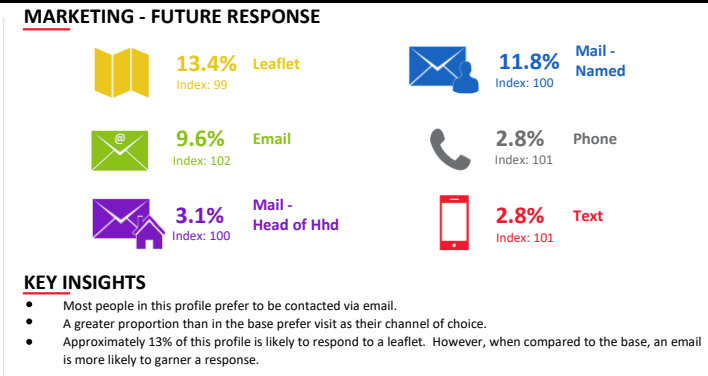 MARKETING - FUTURE RESPONSE
13.4% Leaflet
Index: 99
11.8% Mail - Named
Index: 100
@
9.6% Email
Index: 102
2.8% Phone
Index: 101
3.1% Mail - Head of Hhd
Index: 100
2.8% Text
Index: 101
KEY INSIGHTS
• Most people in this profile prefer to be contacted via email.
• A greater proportion than in the base prefer visit as their channel of choice.
• Approximately 13% of this profile is likely to respond to a leaflet. However, when compared to the base, an email
is more likely to garner a response.